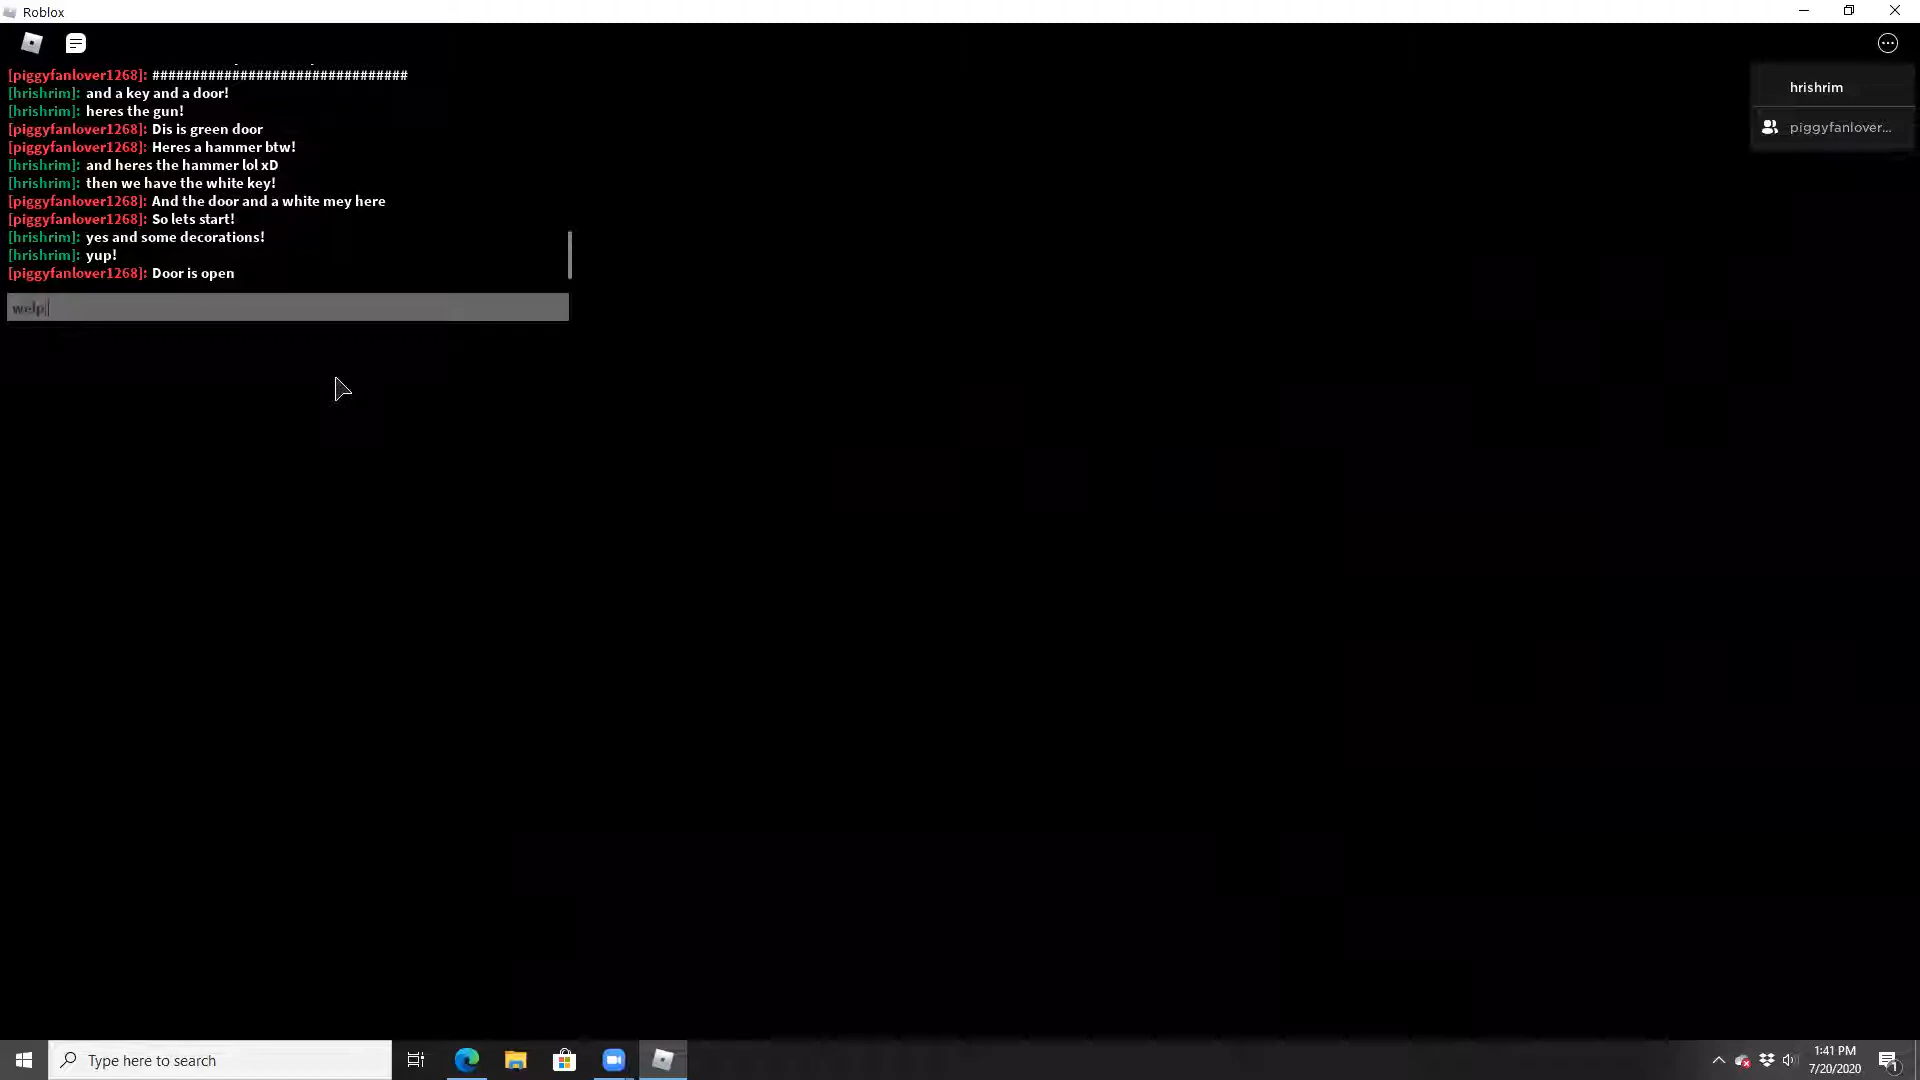 Roblox
[piggyfanlover1268]: ################################
[hrishrim]: and a key and a door!
[hrishrim]: heres the gun!
[piggyfanlover1268]: Dis is green door
[piggyfanlover1268]: Heres a hammer btw!
[hrishrim]: and heres the hammer lol xD
[hrishrim]: then we have the white key!
[piggyfanlover1268]: And the door and a white mey here
[piggyfanlover1268]: So lets start!
[hrishrim]: yes and some decorations!
[hrishrim]: yup!
[piggyfanlover1268]: Door is open
welp
hrishrim
piggyfanlover...
Type here to search
1:41 PM
7/20/2020
1